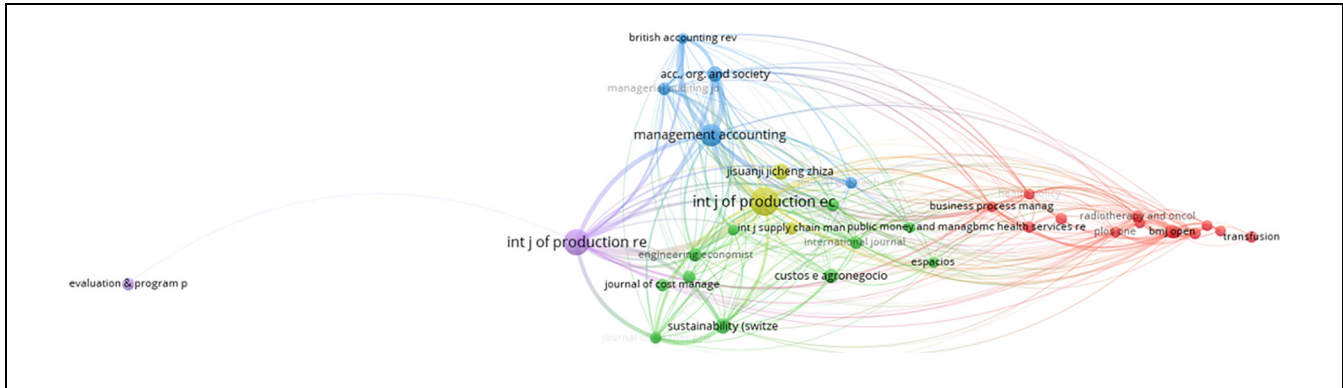 british accounting rev
acc., org. and society
managerial auditing jo
management accounting
jisuanji jicheng zhiza
int j of production ec
business process manag
radiotherapy and oncol
int j supply chain man
public money and manag
bmc health services re
plos one
bmj open
transfusion
int j of production re
international journal
engineering economist
espacios
custos e agronegocio
evaluation & program p
journal of cost manage
sustainability (switze